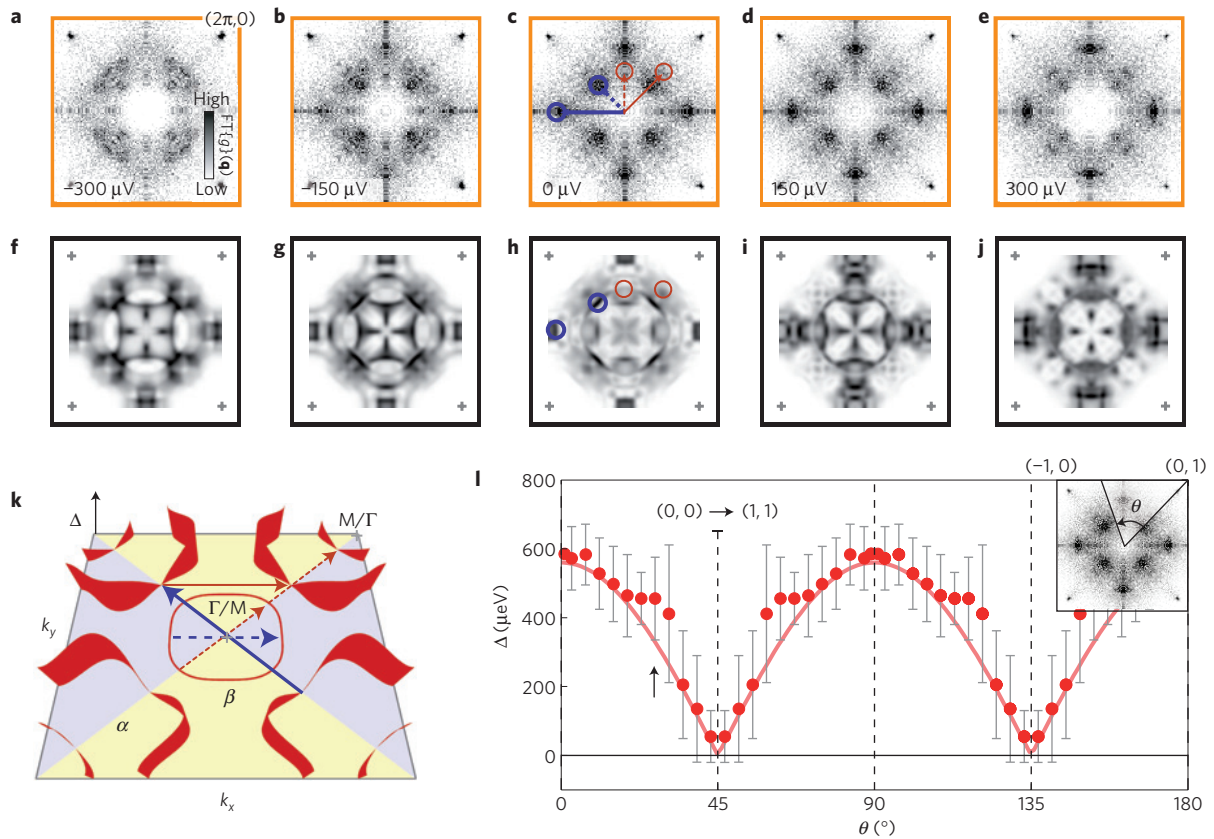 a
b
c
d
e
(2π,0)
High
FT{g}(q)
Low
−300 μV
−150 μV
0 μV
150 μV
300 μV
f
g
h
i
j
k
Δ
M/Γ
Γ/M
k_y
β
α
k_x
l
800
600
400
200
0
Δ (μeV)
(0, 0) → (1, 1)
(−1, 0)
(0, 1)
θ
0
45
90
135
180
θ (°)